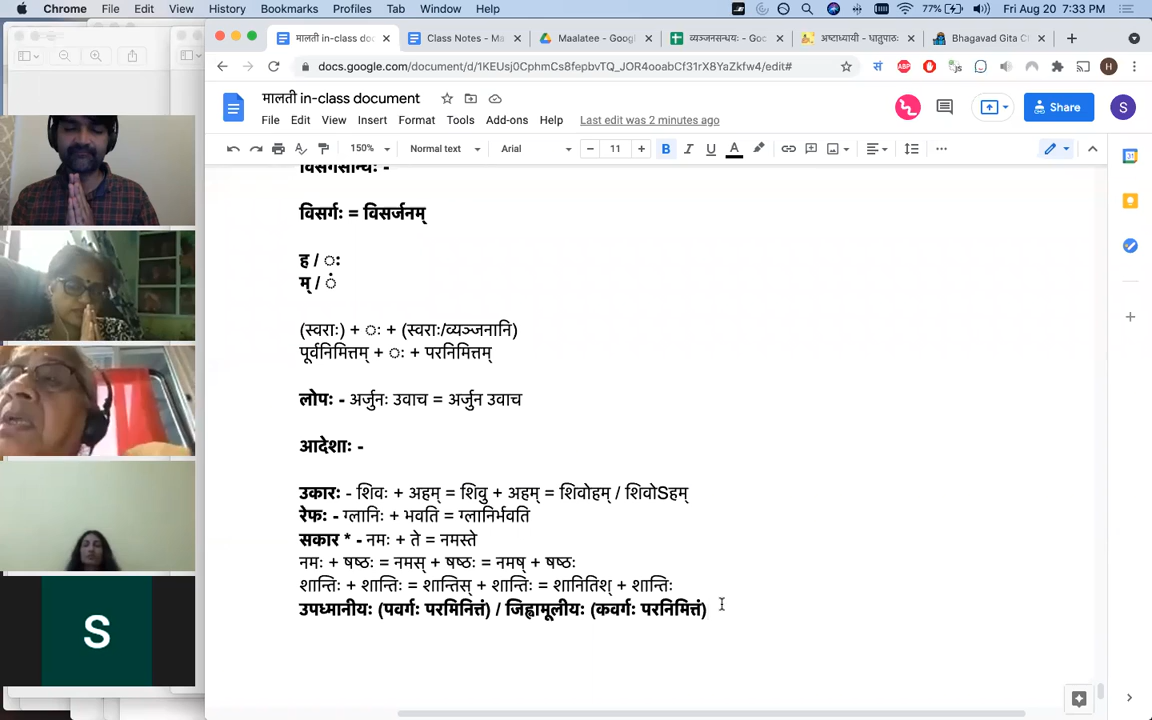 Chrome File Edit View History Bookmarks Profiles Tab Window Help 77% Fri Aug 20 7:33 PM
मालती in-class document Class Notes - Ma Maalatee - Googl व्यञ्जनसन्धयः - Goo अष्टाध्यायी - धातुपाठः Bhagavad Gita C
docs.google.com/document/d/1KEUsj0CphmCs8fepbvTQ_JOR4ooabCf31rX8YaZkfw4/edit#
मालती in-class document
Share
S
File Edit View Insert Format Tools Add-ons Help Last edit was 2 minutes ago
150% Normal text Arial 11 B I U A
विसर्गसन्धिः -
विसर्गः = विसर्जनम्
ह / ः
म् / ं
(स्वराः) + ः + (स्वराः/व्यञ्जनानि)
पूर्वनिमित्तम् + ः + परनिमित्तम्
लोपः - अर्जुनः उवाच = अर्जुन उवाच
आदेशाः -
उकारः - शिवः + अहम् = शिवु + अहम् = शिवोहम् / शिवोSहम्
रेफः - ग्लानिः + भवति = ग्लानिर्भवति
सकार * - नमः + ते = नमस्ते
नमः + षष्ठः = नमस् + षष्ठः = नमष् + षष्ठः
शान्तिः + शान्तिः = शान्तिस् + शान्तिः = शानितिश् + शान्तिः
उपध्मानीयः (पवर्गः परमिनित्तं) / जिह्वामूलीयः (कवर्गः परनिमित्तं)
S